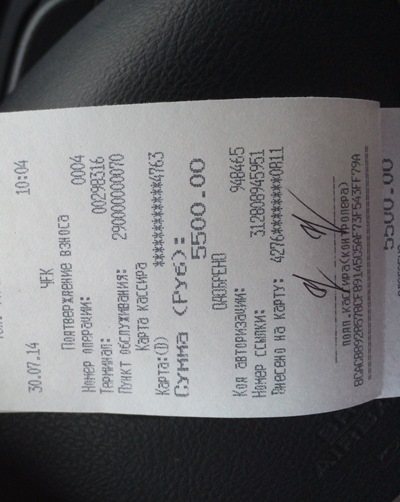 30.07.14 ЧЕК 10:04
Подтверждение взноса
Номер операции: 0004
Терминал: 00298316
Пункт обслуживания: 290000000070
Карта кассира
Карта:(D) ************4763
Сумма (Руб):
5500.00
ОДОБРЕНО
Код авторизации: 948465
Номер ссылки: 312808945951
Внесено на карту: 4276********0811
подп.кассира(контролера)
5500.00